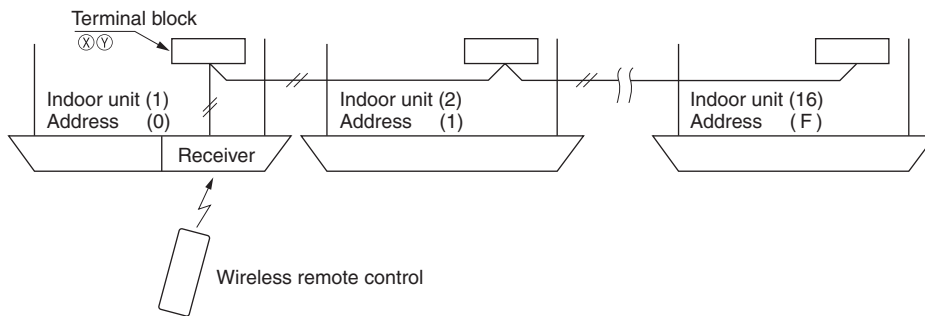 Terminal block
Ⓧ Ⓨ
Indoor unit (1)
Address (0)
Indoor unit (2)
Address (1)
Indoor unit (16)
Address ( F )
Receiver
Wireless remote control